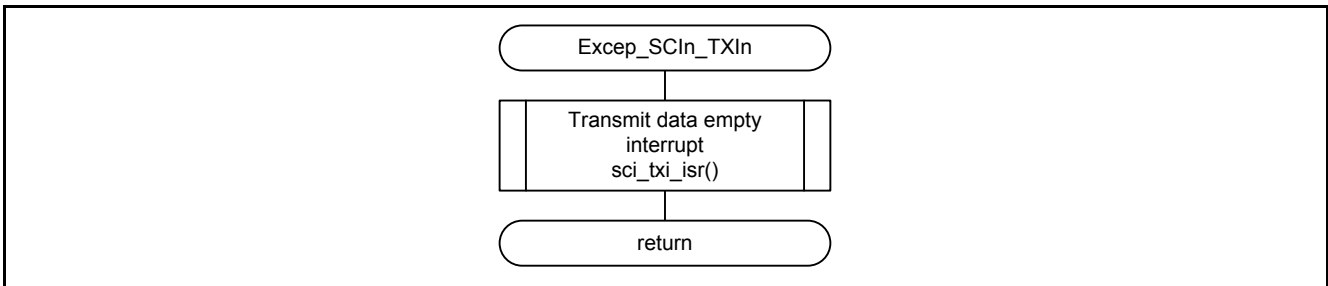 Excep_SCIn_TXIn
Transmit data empty
interrupt
sci_txi_isr()
return